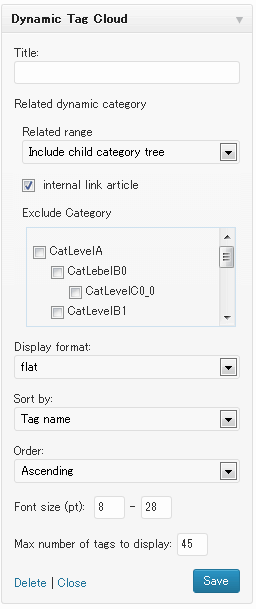 Dynamic Tag Cloud
Title:
Related dynamic category
Related range
Include child category tree
internal link article
Exclude Category
CatLevelA
CatLebelB0
CatLevelC0_0
CatLevelB1
Display format:
flat
Sort by:
Tag name
Order:
Ascending
Font size (pt): 8 - 28
Max number of tags to display: 45
Delete | Close Save